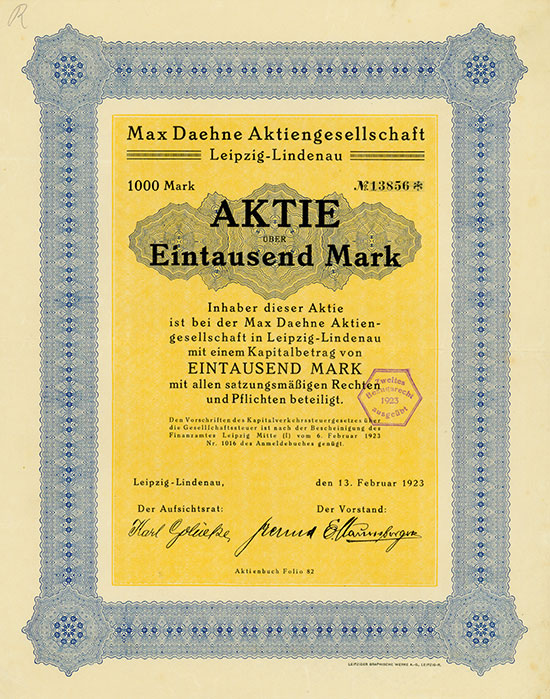 R
Max Daehne Aktiengesellschaft
Leipzig-Lindenau
1000 Mark
№ 13856 *
AKTIE
ÜBER
Eintausend Mark
Inhaber dieser Aktie
ist bei der Max Daehne Aktien-
gesellschaft in Leipzig-Lindenau
mit einem Kapitalbetrag von
EINTAUSEND MARK
mit allen satzungsmäßigen Rechten
und Pflichten beteiligt.
Zweites
Bezugsrecht
1923
ausgeübt
Den Vorschriften des Kapitalverkehrssteuergesetzes über
die Gesellschaftssteuer ist nach der Bescheinigung des
Finanzamtes Leipzig Mitte (I) vom 6. Februar 1923
Nr. 1016 des Anmeldebuches genügt.
Leipzig-Lindenau, den 13. Februar 1923
Der Aufsichtsrat: Der Vorstand:
Karl
Aktienbuch Folio 82
LEIPZIGER GRAPHISCHE WERKE A.-G., LEIPZIG-R.